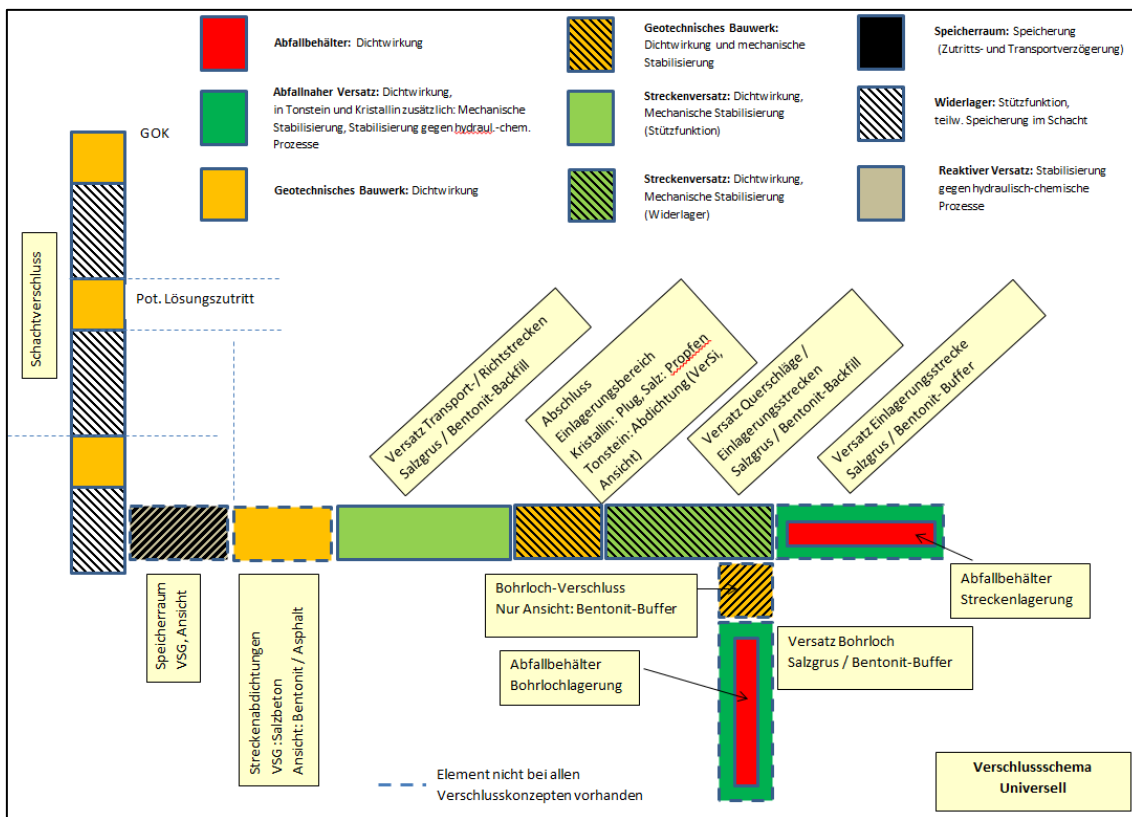 Abfallbehälter: Dichtwirkung
Abfallnaher Versatz: Dichtwirkung,
in Tonstein und Kristallin zusätzlich: Mechanische
Stabilisierung, Stabilisierung gegen hydraul.-chem.
Prozesse
Geotechnisches Bauwerk: Dichtwirkung
Geotechnisches Bauwerk:
Dichtwirkung und mechanische
Stabilisierung
Streckenversatz: Dichtwirkung,
Mechanische Stabilisierung
(Stützfunktion)
Streckenversatz: Dichtwirkung,
Mechanische Stabilisierung
(Widerlager)
Speicherraum: Speicherung
(Zutritts- und Transportverzögerung)
Widerlager: Stützfunktion,
teilw. Speicherung im Schacht
Reaktiver Versatz: Stabilisierung
gegen hydraulisch-chemische
Prozesse
GOK
Schachtverschluss
Pot. Lösungszutritt
Versatz Transport-/ Richtstrecken
Salzgrus / Bentonit-Backfill
Abschluss
Einlagerungsbereich
Kristallin: Plug, Salz: Propfen
Tonstein: Abdichtung (VerSi,
Ansicht)
Versatz Querschläge /
Einlagerungsstrecken
Salzgrus / Bentonit-Backfill
Versatz Einlagerungsstrecke
Salzgrus / Bentonit- Buffer
Speicherraum
VSG, Ansicht
Streckenabdichtungen
VSG :Salzbeton
Ansicht: Bentonit / Asphalt
Bohrloch-Verschluss
Nur Ansicht: Bentonit-Buffer
Abfallbehälter
Bohrlochlagerung
Abfallbehälter
Streckenlagerung
Versatz Bohrloch
Salzgrus / Bentonit-Buffer
Element nicht bei allen
Verschlusskonzepten vorhanden
Verschlussschema
Universell